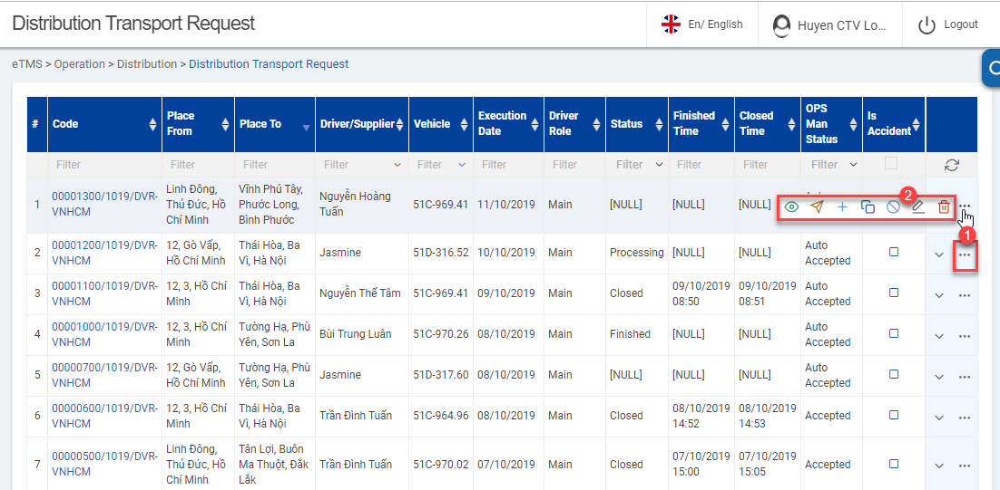 Distribution Transport Request
En/ English
Huyen CTV Lo...
Logout
eTMS > Operation > Distribution > Distribution Transport Request
# Code Place From Place To Driver/Supplier Vehicle Execution Date Driver Role Status Finished Time Closed Time OPS Man Status Is Accident
Filter Filter Filter Filter Filter Filter Filter Filter Filter Filter Filter
1 00001300/1019/DVR-VNHCM Linh Đông, Thủ Đức, Hồ Chí Minh Vĩnh Phú Tây, Phước Long, Bình Phước Nguyễn Hoàng Tuấn 51C-969.41 11/10/2019 Main [NULL] [NULL] [NULL]
2
1
2 00001200/1019/DVR-VNHCM 12, Gò Vấp, Hồ Chí Minh Thái Hòa, Ba Vì, Hà Nội Jasmine 51D-316.52 10/10/2019 Main Processing [NULL] [NULL] Auto Accepted
3 00001100/1019/DVR-VNHCM 12, 3, Hồ Chí Minh Thái Hòa, Ba Vì, Hà Nội Nguyễn Thế Tâm 51C-969.41 09/10/2019 Main Closed 09/10/2019 08:50 09/10/2019 08:51 Auto Accepted
4 00001000/1019/DVR-VNHCM 12, 3, Hồ Chí Minh Tường Hạ, Phù Yên, Sơn La Bùi Trung Luân 51C-970.26 08/10/2019 Main Finished [NULL] [NULL] Auto Accepted
5 00000700/1019/DVR-VNHCM 12, Gò Vấp, Hồ Chí Minh Tường Hạ, Phù Yên, Sơn La Jasmine 51D-317.60 08/10/2019 Main [NULL] [NULL] [NULL] Auto Accepted
6 00000600/1019/DVR-VNHCM 12, 3, Hồ Chí Minh Thái Hòa, Ba Vì, Hà Nội Trần Đình Tuấn 51C-964.96 08/10/2019 Main Closed 08/10/2019 14:52 08/10/2019 14:53 Accepted
7 00000500/1019/DVR-VNHCM Linh Đông, Thủ Đức, Hồ Chí Minh Tân Lợi, Buôn Ma Thuột, Đắk Lắk Trần Đình Tuấn 51C-970.02 07/10/2019 Main Closed 07/10/2019 15:00 07/10/2019 15:05 Accepted